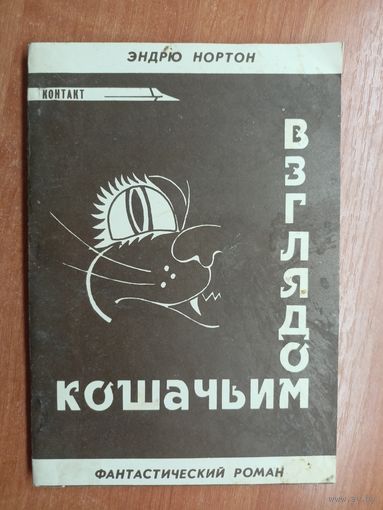 ЭНДРЮ НОРТОН
КОНТАКТ
ВЗГЛЯДОМ
КОШАЧЬИМ
ФАНТАСТИЧЕСКИЙ РОМАН